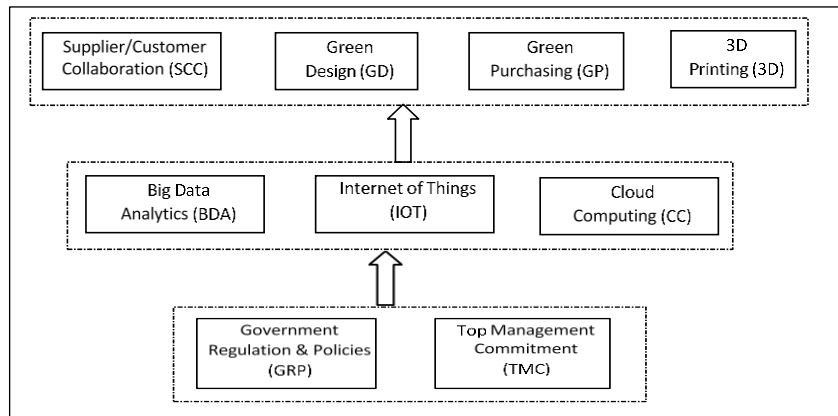 Supplier/Customer
Collaboration (SCC)
Green
Design (GD)
Green
Purchasing (GP)
3D
Printing (3D)
Big Data
Analytics (BDA)
Internet of Things
(IOT)
Cloud
Computing (CC)
Government
Regulation & Policies
(GRP)
Top Management
Commitment
(TMC)